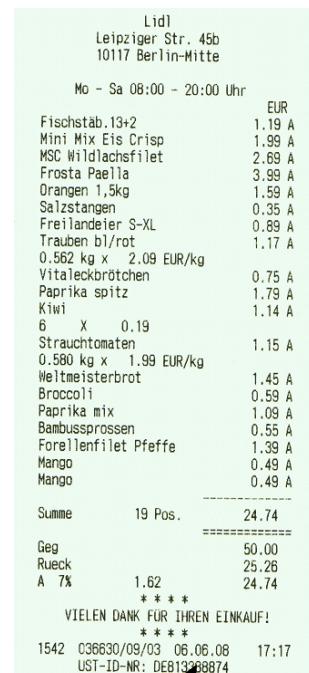 Lidl
Leipziger Str. 45b
10117 Berlin-Mitte
Mo - Sa 08:00 - 20:00 Uhr
EUR
Fischstäb.13+2 1.19 A
Mini Mix Eis Crisp 1.99 A
MSC Wildlachsfilet 2.69 A
Frosta Paella 3.99 A
Orangen 1,5kg 1.59 A
Salzstangen 0.35 A
Freilandeier S-XL 0.89 A
Trauben bl/rot 1.17 A
0.562 kg x 2.09 EUR/kg
Vitaleckbrötchen 0.75 A
Paprika spitz 1.79 A
Kiwi 1.14 A
6 X 0.19
Strauchtomaten 1.15 A
0.580 kg x 1.99 EUR/kg
Weltmeisterbrot 1.45 A
Broccoli 0.59 A
Paprika mix 1.09 A
Bambussprossen 0.55 A
Forellenfilet Pfeffe 1.39 A
Mango 0.49 A
Mango 0.49 A
-------------
Summe 19 Pos. 24.74
=============
Geg 50.00
Rueck 25.26
A 7% 1.62 24.74
* * * *
VIELEN DANK FÜR IHREN EINKAUF!
* * * *
1542 036630/09/03 06.06.08 17:17
UST-ID-NR: DE813288874